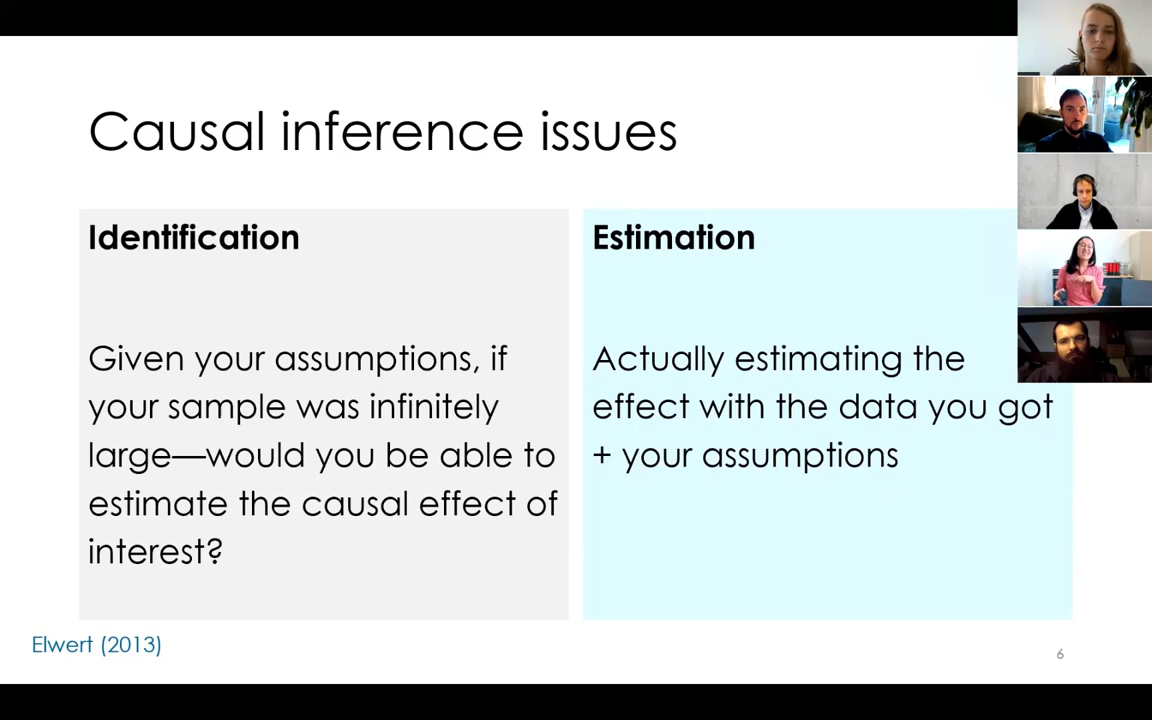 Causal inference issues
Identification
Given your assumptions, if
your sample was infinitely
large—would you be able to
estimate the causal effect of
interest?
Estimation
Actually estimating the
effect with the data you got
+ your assumptions
Elwert (2013)
6